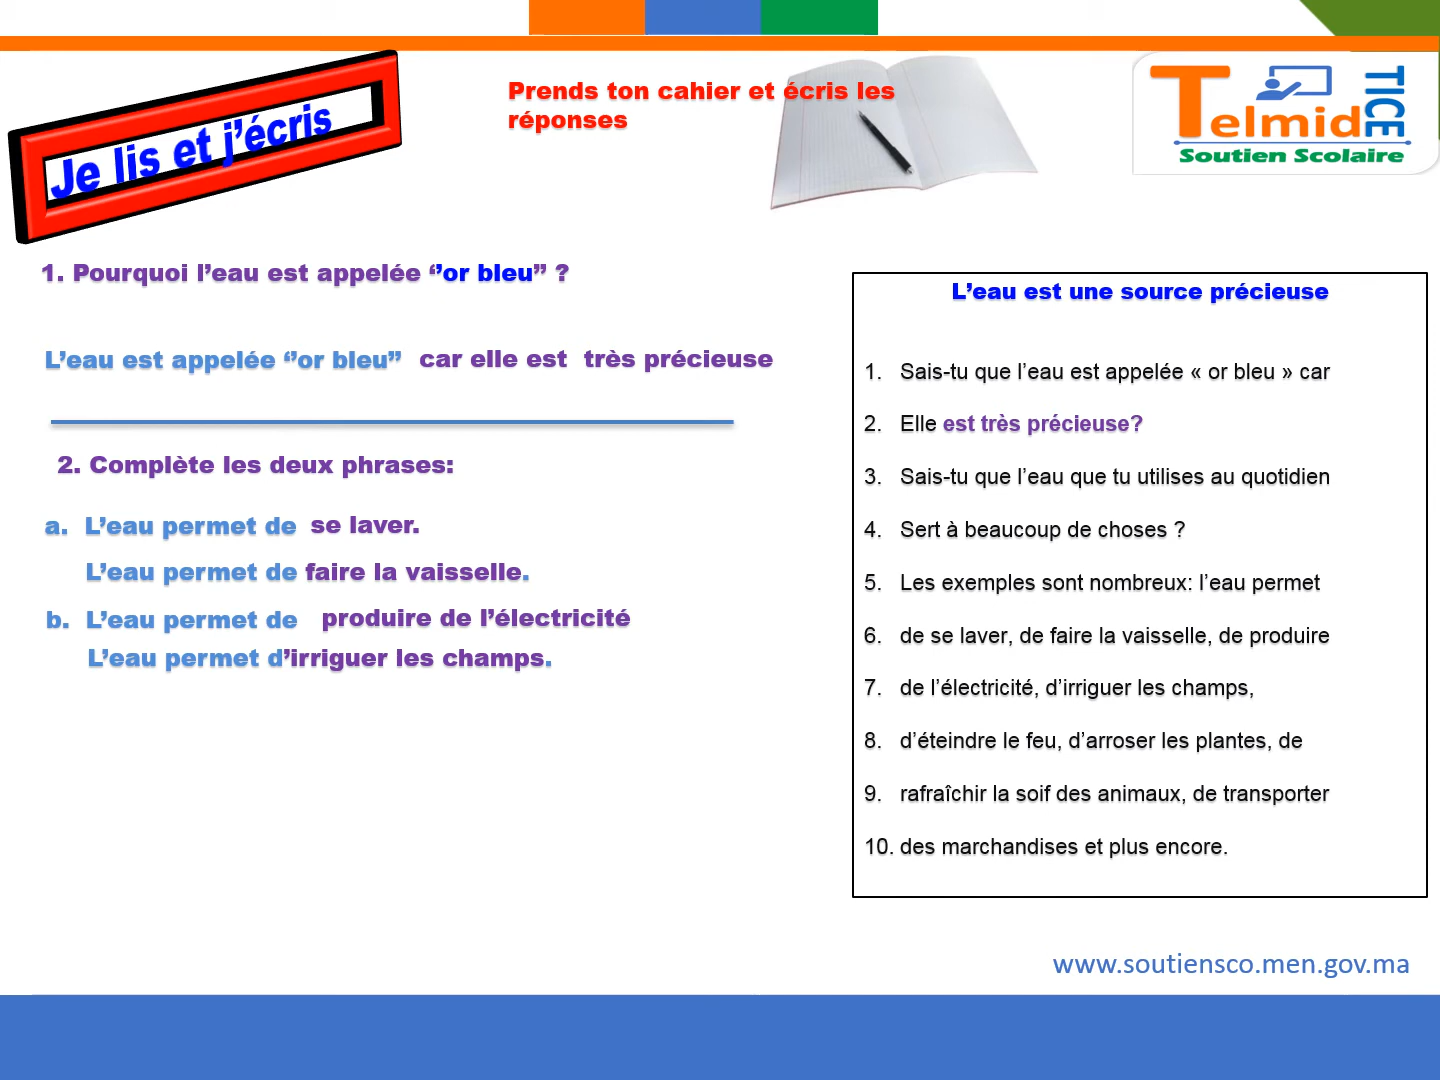 Je lis et j’écris
Prends ton cahier et écris les
réponses
Telmid TICE
Soutien Scolaire
1. Pourquoi l’eau est appelée ‘’or bleu’’ ?
L’eau est appelée ‘’or bleu’’ car elle est très précieuse
2. Complète les deux phrases:
a. L’eau permet de se laver.
L’eau permet de faire la vaisselle.
b. L’eau permet de produire de l’électricité
L’eau permet d’irriguer les champs.
L’eau est une source précieuse
1. Sais-tu que l’eau est appelée « or bleu » car
2. Elle est très précieuse?
3. Sais-tu que l’eau que tu utilises au quotidien
4. Sert à beaucoup de choses ?
5. Les exemples sont nombreux: l’eau permet
6. de se laver, de faire la vaisselle, de produire
7. de l’électricité, d’irriguer les champs,
8. d’éteindre le feu, d’arroser les plantes, de
9. rafraîchir la soif des animaux, de transporter
10. des marchandises et plus encore.
www.soutiensco.men.gov.ma